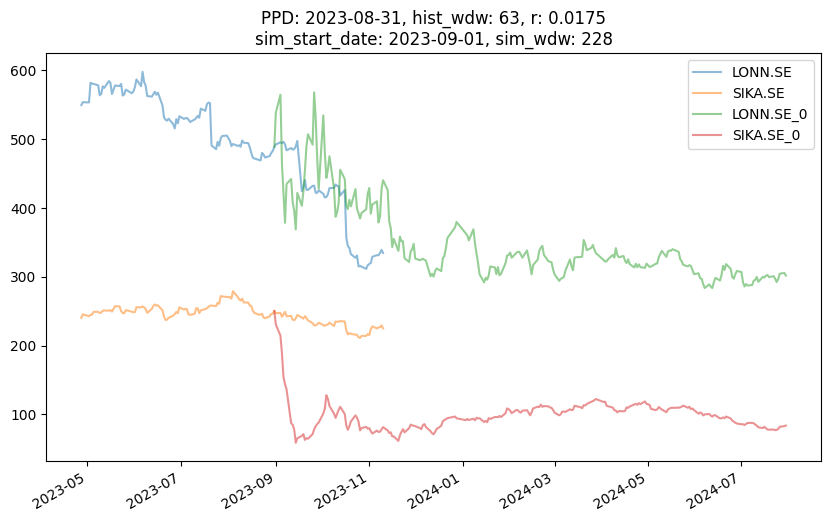 PPD: 2023-08-31, hist_wdw: 63, r: 0.0175
sim_start_date: 2023-09-01, sim_wdw: 228
LONN.SE
SIKA.SE
LONN.SE_0
SIKA.SE_0
600
500
400
300
200
100
2023-05
2023-07
2023-09
2023-11
2024-01
2024-03
2024-05
2024-07